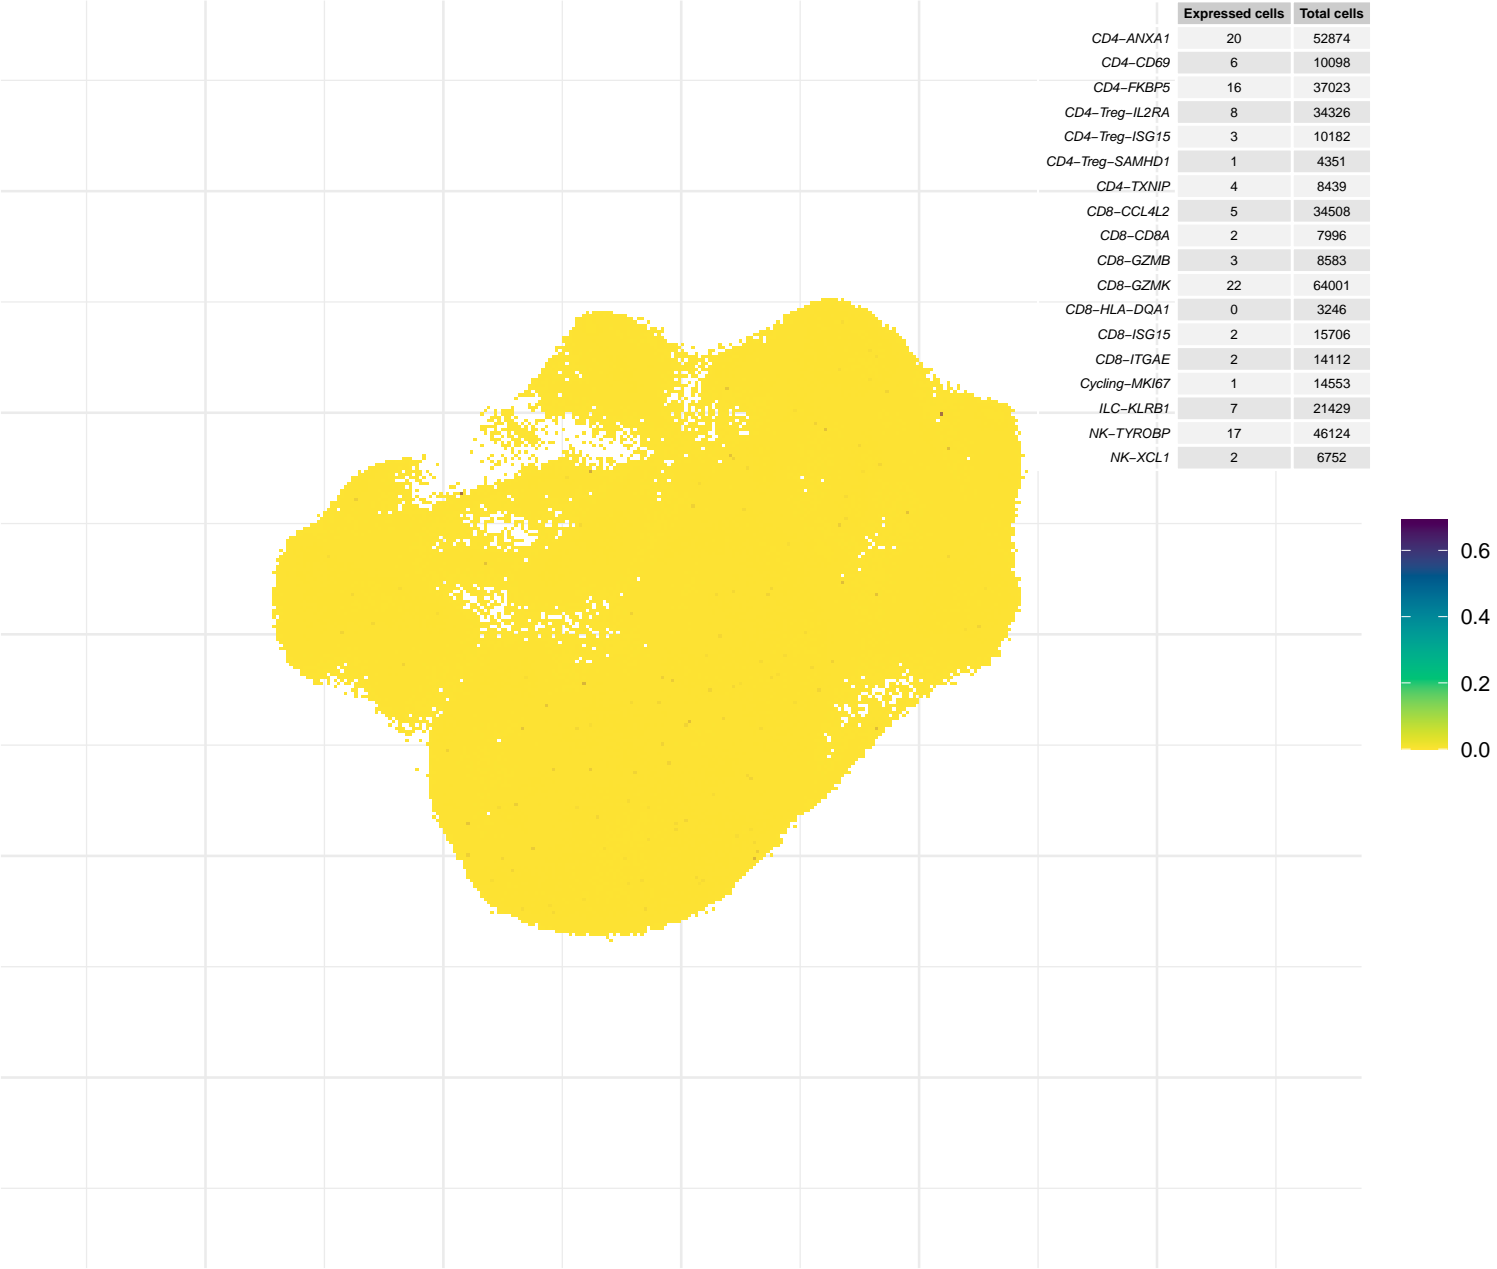 Expressed cells Total cells
CD4−ANXA1 20 52874
CD4−CD69 6 10098
CD4−FKBP5 16 37023
CD4−Treg−IL2RA 8 34326
CD4−Treg−ISG15 3 10182
CD4−Treg−SAMHD1 1 4351
CD4−TXNIP 4 8439
CD8−CCL4L2 5 34508
CD8−CD8A 2 7996
CD8−GZMB 3 8583
CD8−GZMK 22 64001
CD8−HLA−DQA1 0 3246
CD8−ISG15 2 15706
CD8−ITGAE 2 14112
Cycling−MKI67 1 14553
ILC−KLRB1 7 21429
NK−TYROBP 17 46124
NK−XCL1 2 6752
0.6
0.4
0.2
0.0